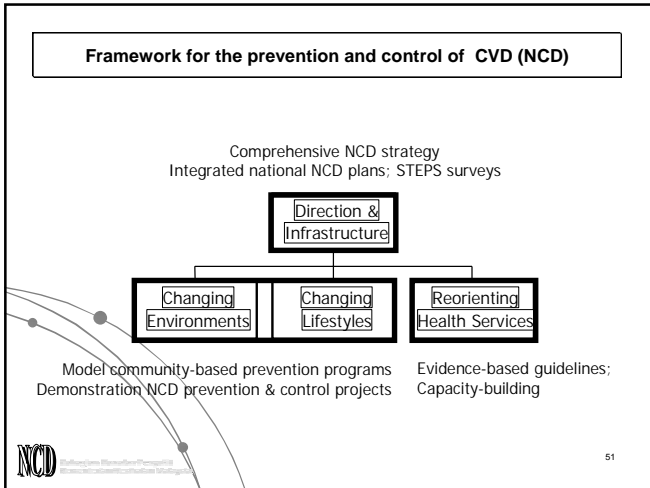 Framework for the prevention and control of CVD (NCD)
Comprehensive NCD strategy
Integrated national NCD plans; STEPS surveys
Direction &
Infrastructure
Changing
Environments
Changing
Lifestyles
Reorienting
Health Services
Model community-based prevention programs
Demonstration NCD prevention & control projects
Evidence-based guidelines;
Capacity-building
NCD
51